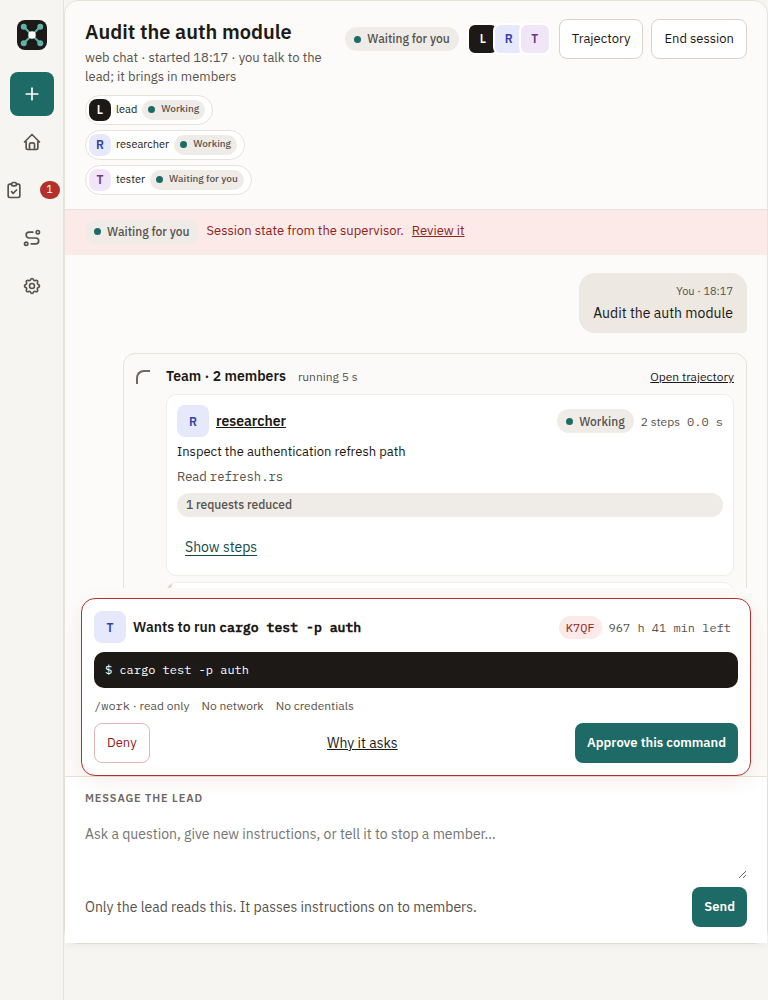 Audit the auth module
web chat · started 18:17 · you talk to the
lead; it brings in members
Waiting for you
L R T
Trajectory
End session
L lead Working
R researcher Working
T tester Waiting for you
1
Waiting for you Session state from the supervisor. Review it
You · 18:17
Audit the auth module
Team · 2 members running 5 s Open trajectory
R researcher Working 2 steps 0.0 s
Inspect the authentication refresh path
Read refresh.rs
1 requests reduced
Show steps
T Wants to run cargo test -p auth K7QF 967 h 41 min left
$ cargo test -p auth
/work · read only No network No credentials
Deny Why it asks Approve this command
MESSAGE THE LEAD
Ask a question, give new instructions, or tell it to stop a member…
Only the lead reads this. It passes instructions on to members. Send